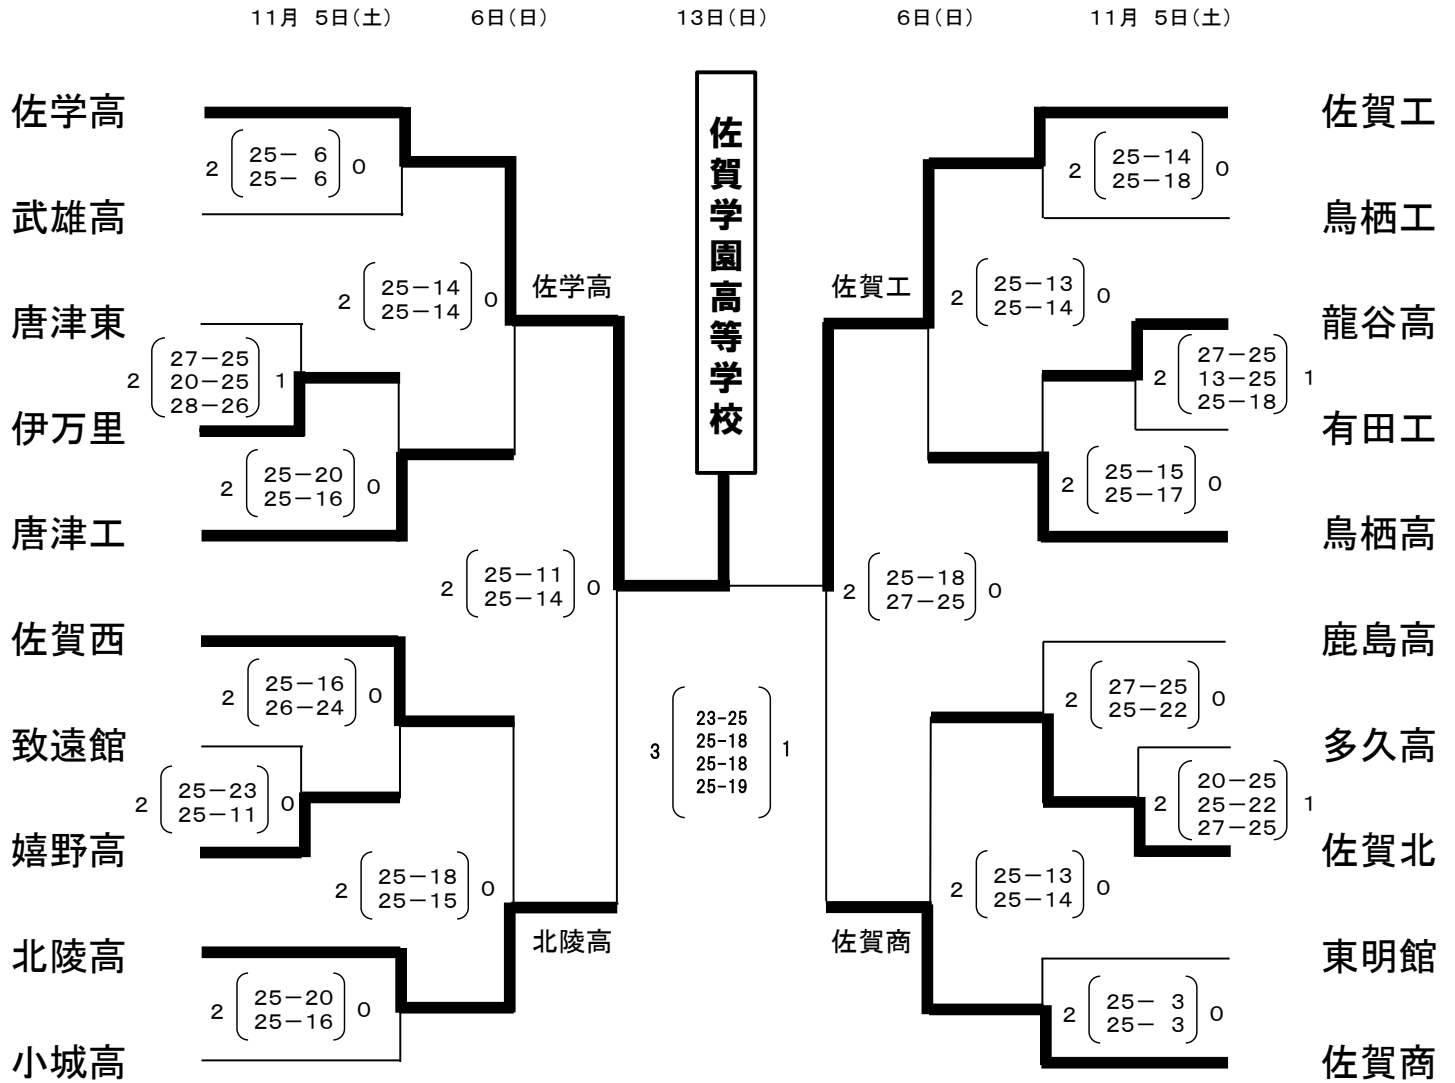 11月 5日(土)
6日(日)
13日(日)
6日(日)
11月 5日(土)
佐賀学園高等学校
佐学高
武雄高
唐津東
伊万里
唐津工
佐賀西
致遠館
嬉野高
北陵高
小城高
2 25－ 6 0
25－ 6
2 25－14 0
25－14
佐学高
2 27－25 1
20－25
28－26
2 25－20 0
25－16
2 25－11 0
25－14
2 25－16 0
26－24
2 25－23 0
25－11
2 25－18 0
25－15
北陵高
2 25－20 0
25－16
3 23-25 1
25-18
25-18
25-19
佐賀工
鳥栖工
龍谷高
有田工
鳥栖高
鹿島高
多久高
佐賀北
東明館
佐賀商
2 25－14 0
25－18
佐賀工
2 25－13 0
25－14
2 27－25 1
13－25
25－18
2 25－15 0
25－17
2 25－18 0
27－25
2 27－25 0
25－22
2 20－25 1
25－22
27－25
2 25－13 0
25－14
佐賀商
2 25－ 3 0
25－ 3